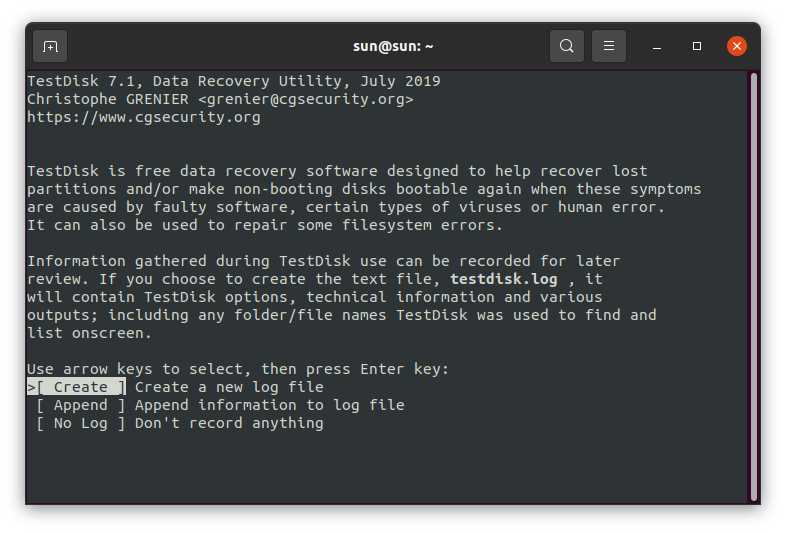 sun@sun: ~
TestDisk 7.1, Data Recovery Utility, July 2019
Christophe GRENIER <grenier@cgsecurity.org>
https://www.cgsecurity.org
TestDisk is free data recovery software designed to help recover lost
partitions and/or make non-booting disks bootable again when these symptoms
are caused by faulty software, certain types of viruses or human error.
It can also be used to repair some filesystem errors.
Information gathered during TestDisk use can be recorded for later
review. If you choose to create the text file, testdisk.log , it
will contain TestDisk options, technical information and various
outputs; including any folder/file names TestDisk was used to find and
list onscreen.
Use arrow keys to select, then press Enter key:
>[ Create ] Create a new log file
[ Append ] Append information to log file
[ No Log ] Don't record anything